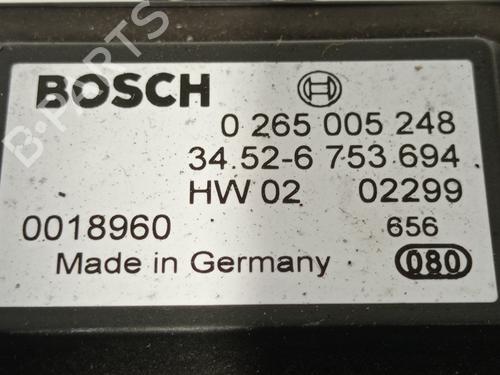 B-PARTS
BOSCH
0 265 005 248
34.52-6 753 694
HW 02 02299
0018960 656
Made in Germany 080